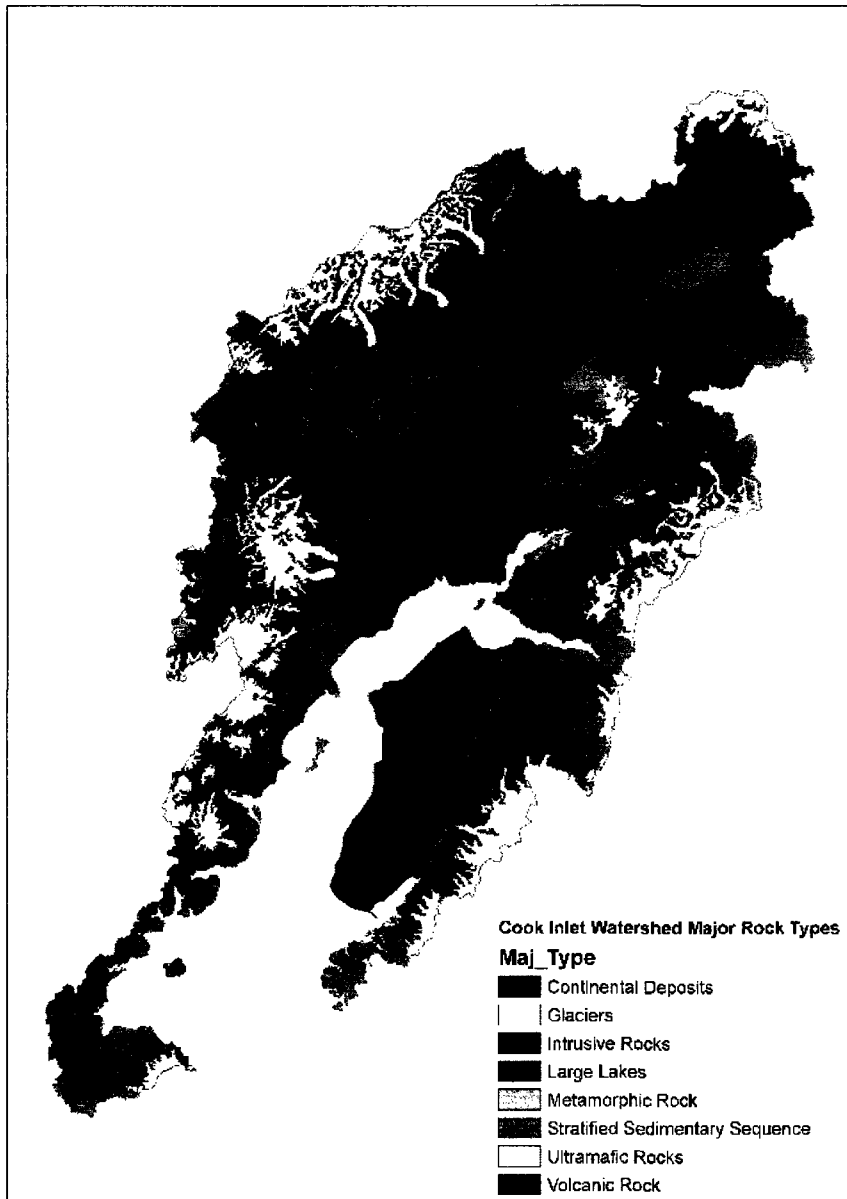 Cook Inlet Watershed Major Rock Types
Maj_Type
Continental Deposits
Glaciers
Intrusive Rocks
Large Lakes
Metamorphic Rock
Stratified Sedimentary Sequence
Ultramafic Rocks
Volcanic Rock